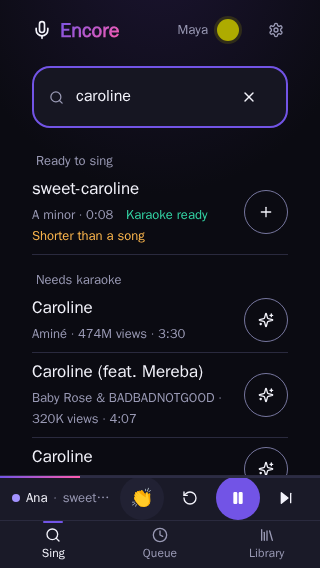 Encore
Maya
caroline
Ready to sing
sweet-caroline
A minor · 0:08 Karaoke ready
Shorter than a song
Needs karaoke
Caroline
Aminé · 474M views · 3:30
Caroline (feat. Mereba)
Baby Rose & BADBADNOTGOOD ·
320K views · 4:07
Caroline
Ana · sweet…
Sing
Queue
Library